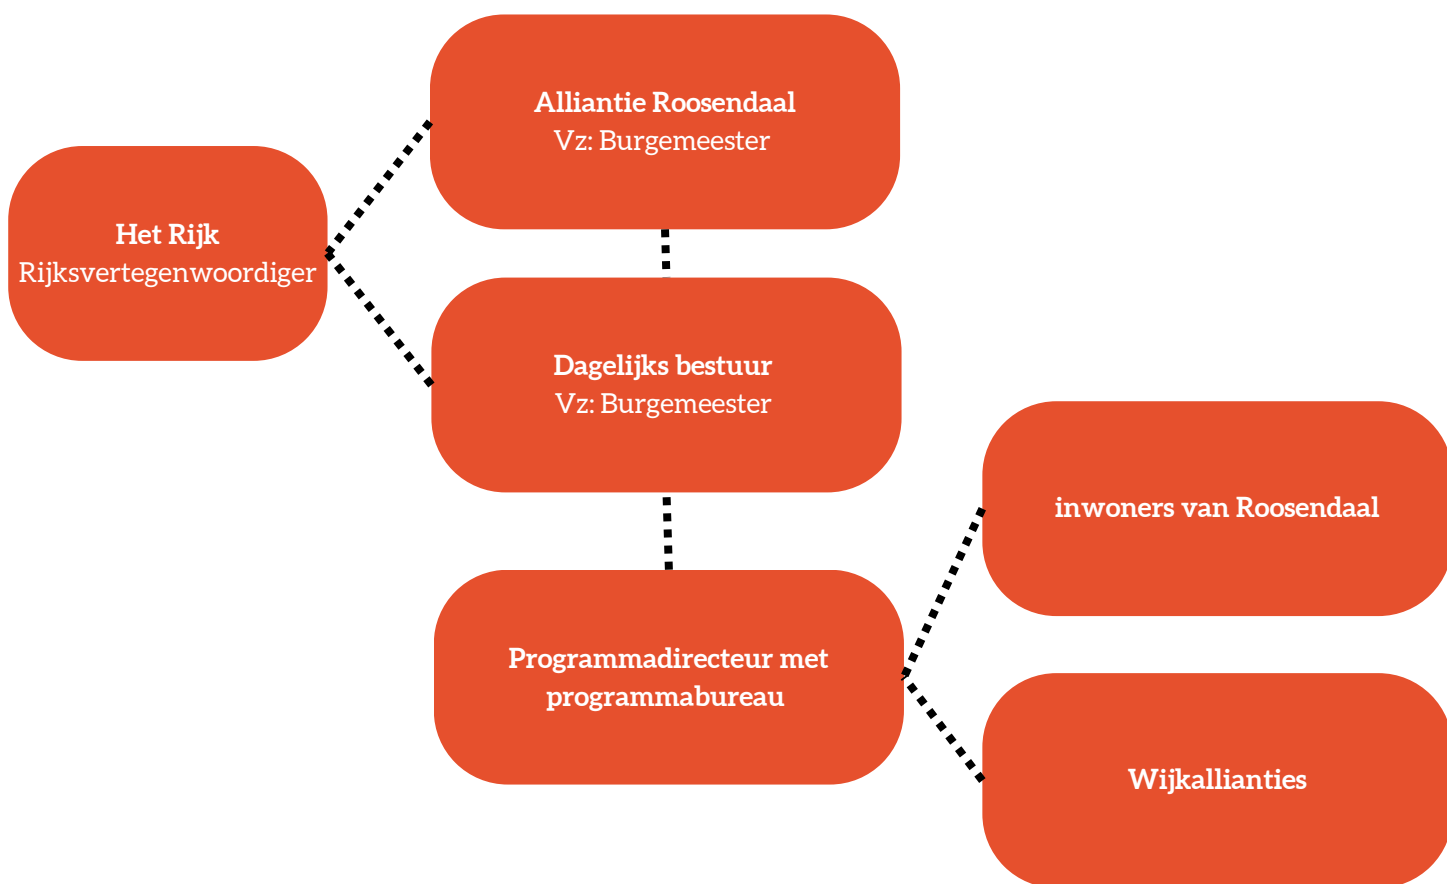 Alliantie Roosendaal
Vz: Burgemeester
Het Rijk
Rijksvertegenwoordiger
Dagelijks bestuur
Vz: Burgemeester
inwoners van Roosendaal
Programmadirecteur met
programmabureau
Wijkallianties